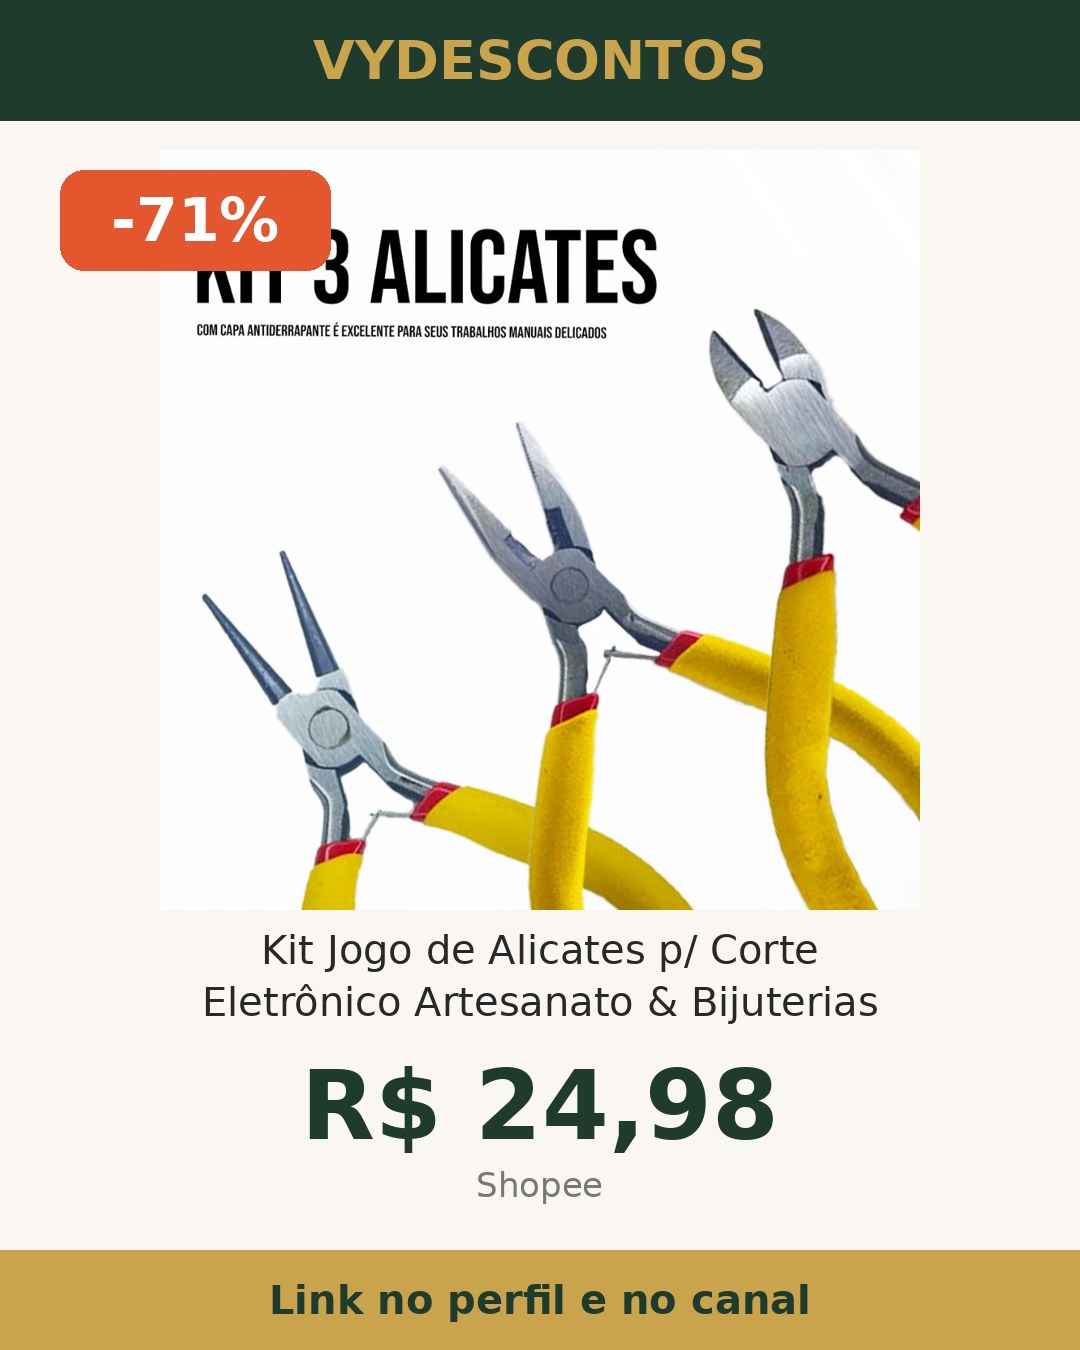 VYDESCONTOS
-71%
KIT 3 ALICATES
COM CAPA ANTIDERRAPANTE É EXCELENTE PARA SEUS TRABALHOS MANUAIS DELICADOS
Kit Jogo de Alicates p/ Corte
Eletrônico Artesanato & Bijuterias
R$ 24,98
Shopee
Link no perfil e no canal